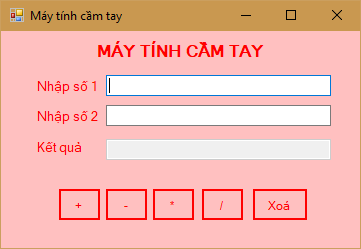 Máy tính cầm tay
MÁY TÍNH CẦM TAY
Nhập số 1
Nhập số 2
Kết quả
+ - * / Xoá